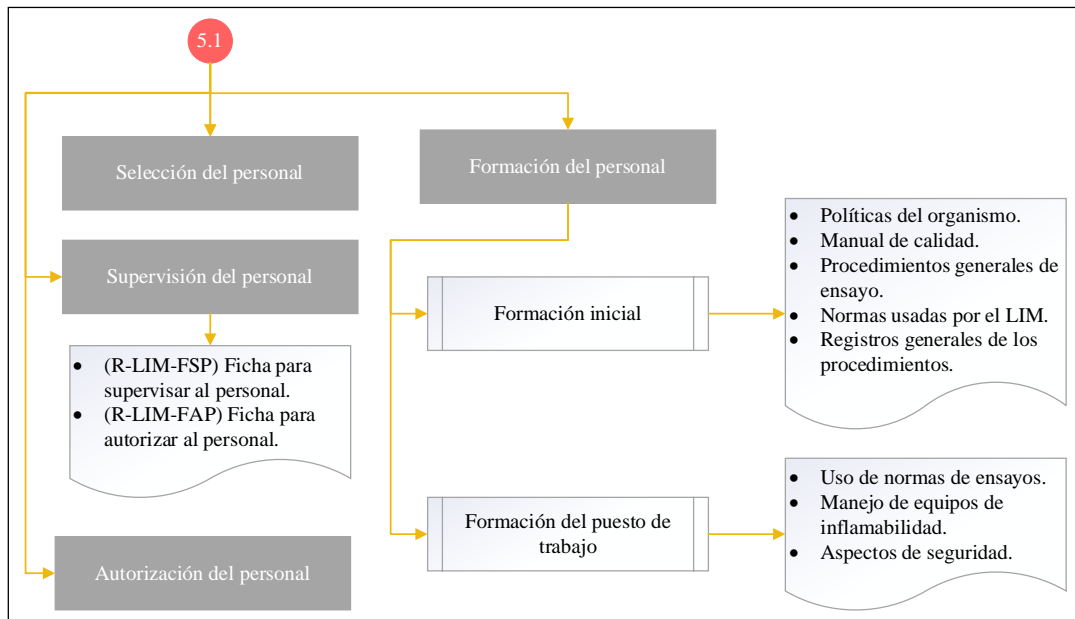 5.1
Selección del personal
Formación del personal
Supervisión del personal
• (R-LIM-FSP) Ficha para
supervisar al personal.
• (R-LIM-FAP) Ficha para
autorizar al personal.
Autorización del personal
Formación inicial
• Políticas del organismo.
• Manual de calidad.
• Procedimientos generales de
ensayo.
• Normas usadas por el LIM.
• Registros generales de los
procedimientos.
Formación del puesto de
trabajo
• Uso de normas de ensayos.
• Manejo de equipos de
inflamabilidad.
• Aspectos de seguridad.